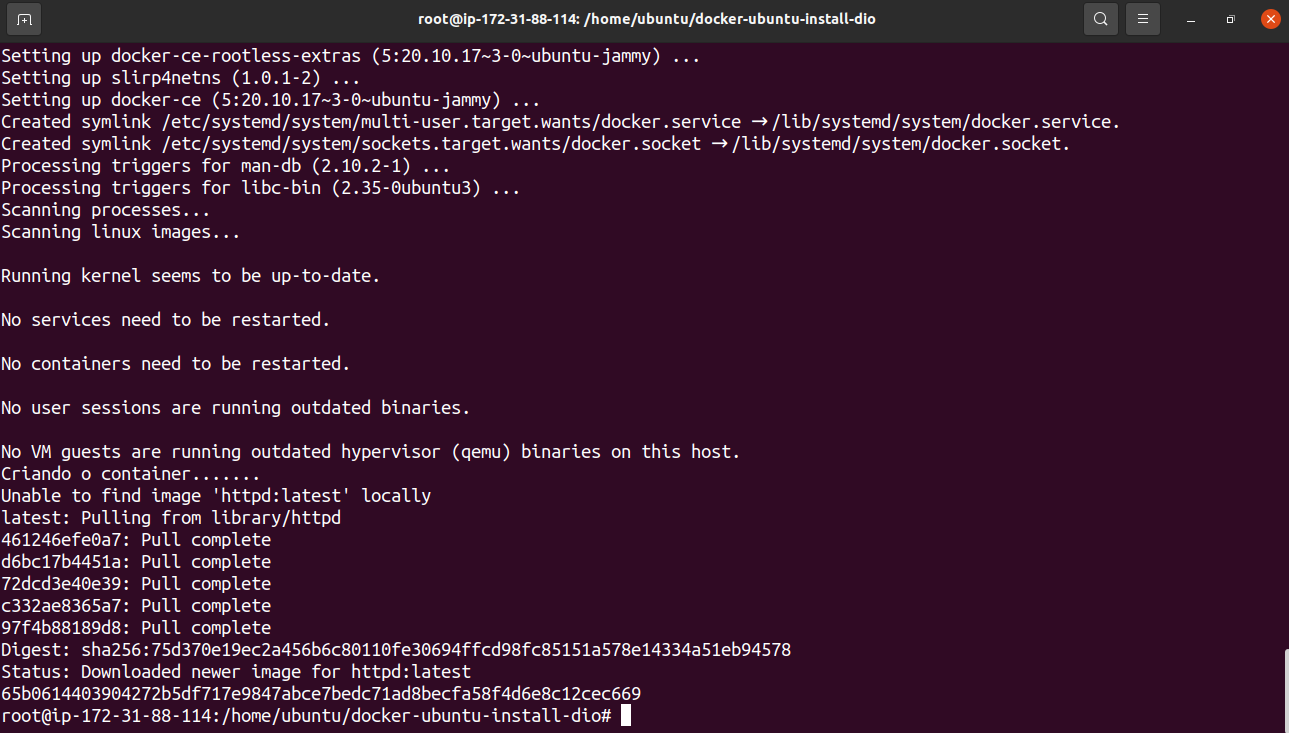 root@ip-172-31-88-114: /home/ubuntu/docker-ubuntu-install-dio
Setting up docker-ce-rootless-extras (5:20.10.17~3-0~ubuntu-jammy) ...
Setting up slirp4netns (1.0.1-2) ...
Setting up docker-ce (5:20.10.17~3-0~ubuntu-jammy) ...
Created symlink /etc/systemd/system/multi-user.target.wants/docker.service → /lib/systemd/system/docker.service.
Created symlink /etc/systemd/system/sockets.target.wants/docker.socket → /lib/systemd/system/docker.socket.
Processing triggers for man-db (2.10.2-1) ...
Processing triggers for libc-bin (2.35-0ubuntu3) ...
Scanning processes...
Scanning linux images...
Running kernel seems to be up-to-date.
No services need to be restarted.
No containers need to be restarted.
No user sessions are running outdated binaries.
No VM guests are running outdated hypervisor (qemu) binaries on this host.
Criando o container.......
Unable to find image 'httpd:latest' locally
latest: Pulling from library/httpd
461246efe0a7: Pull complete
d6bc17b4451a: Pull complete
72dcd3e40e39: Pull complete
c332ae8365a7: Pull complete
97f4b88189d8: Pull complete
Digest: sha256:75d370e19ec2a456b6c80110fe30694ffcd98fc85151a578e14334a51eb94578
Status: Downloaded newer image for httpd:latest
65b0614403904272b5df717e9847abce7bedc71ad8becfa58f4d6e8c12cec669
root@ip-172-31-88-114:/home/ubuntu/docker-ubuntu-install-dio#